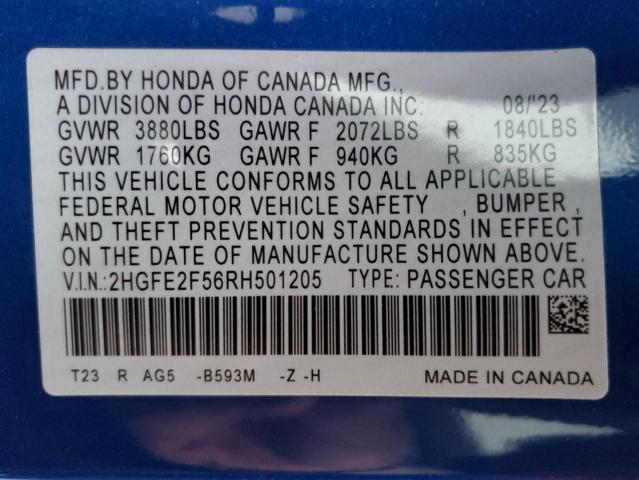 MFD.BY HONDA OF CANADA MFG.,
A DIVISION OF HONDA CANADA INC. 08/'23
GVWR 3880LBS GAWR F 2072LBS R 1840LBS
GVWR 1760KG GAWR F 940KG R 835KG
THIS VEHICLE CONFORMS TO ALL APPLICABLE
FEDERAL MOTOR VEHICLE SAFETY , BUMPER ,
AND THEFT PREVENTION STANDARDS IN EFFECT
ON THE DATE OF MANUFACTURE SHOWN ABOVE.
V.I.N.:2HGFE2F56RH501205 TYPE: PASSENGER CAR
T23 R AG5 -B593M -Z -H MADE IN CANADA